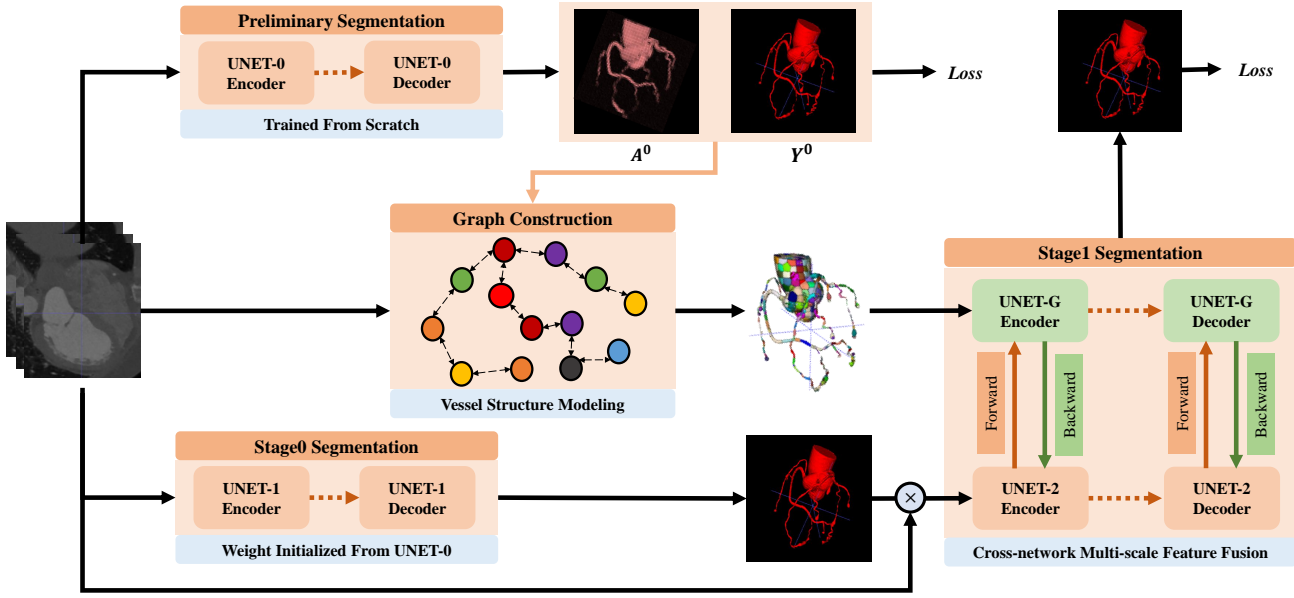 Preliminary Segmentation
UNET-0
Encoder
UNET-0
Decoder
Trained From Scratch
A⁰
Y⁰
Loss
Loss
Graph Construction
Vessel Structure Modeling
Stage0 Segmentation
UNET-1
Encoder
UNET-1
Decoder
Weight Initialized From UNET-0
×
Stage1 Segmentation
UNET-G
Encoder
UNET-G
Decoder
Forward
Backward
Forward
Backward
UNET-2
Encoder
UNET-2
Decoder
Cross-network Multi-scale Feature Fusion